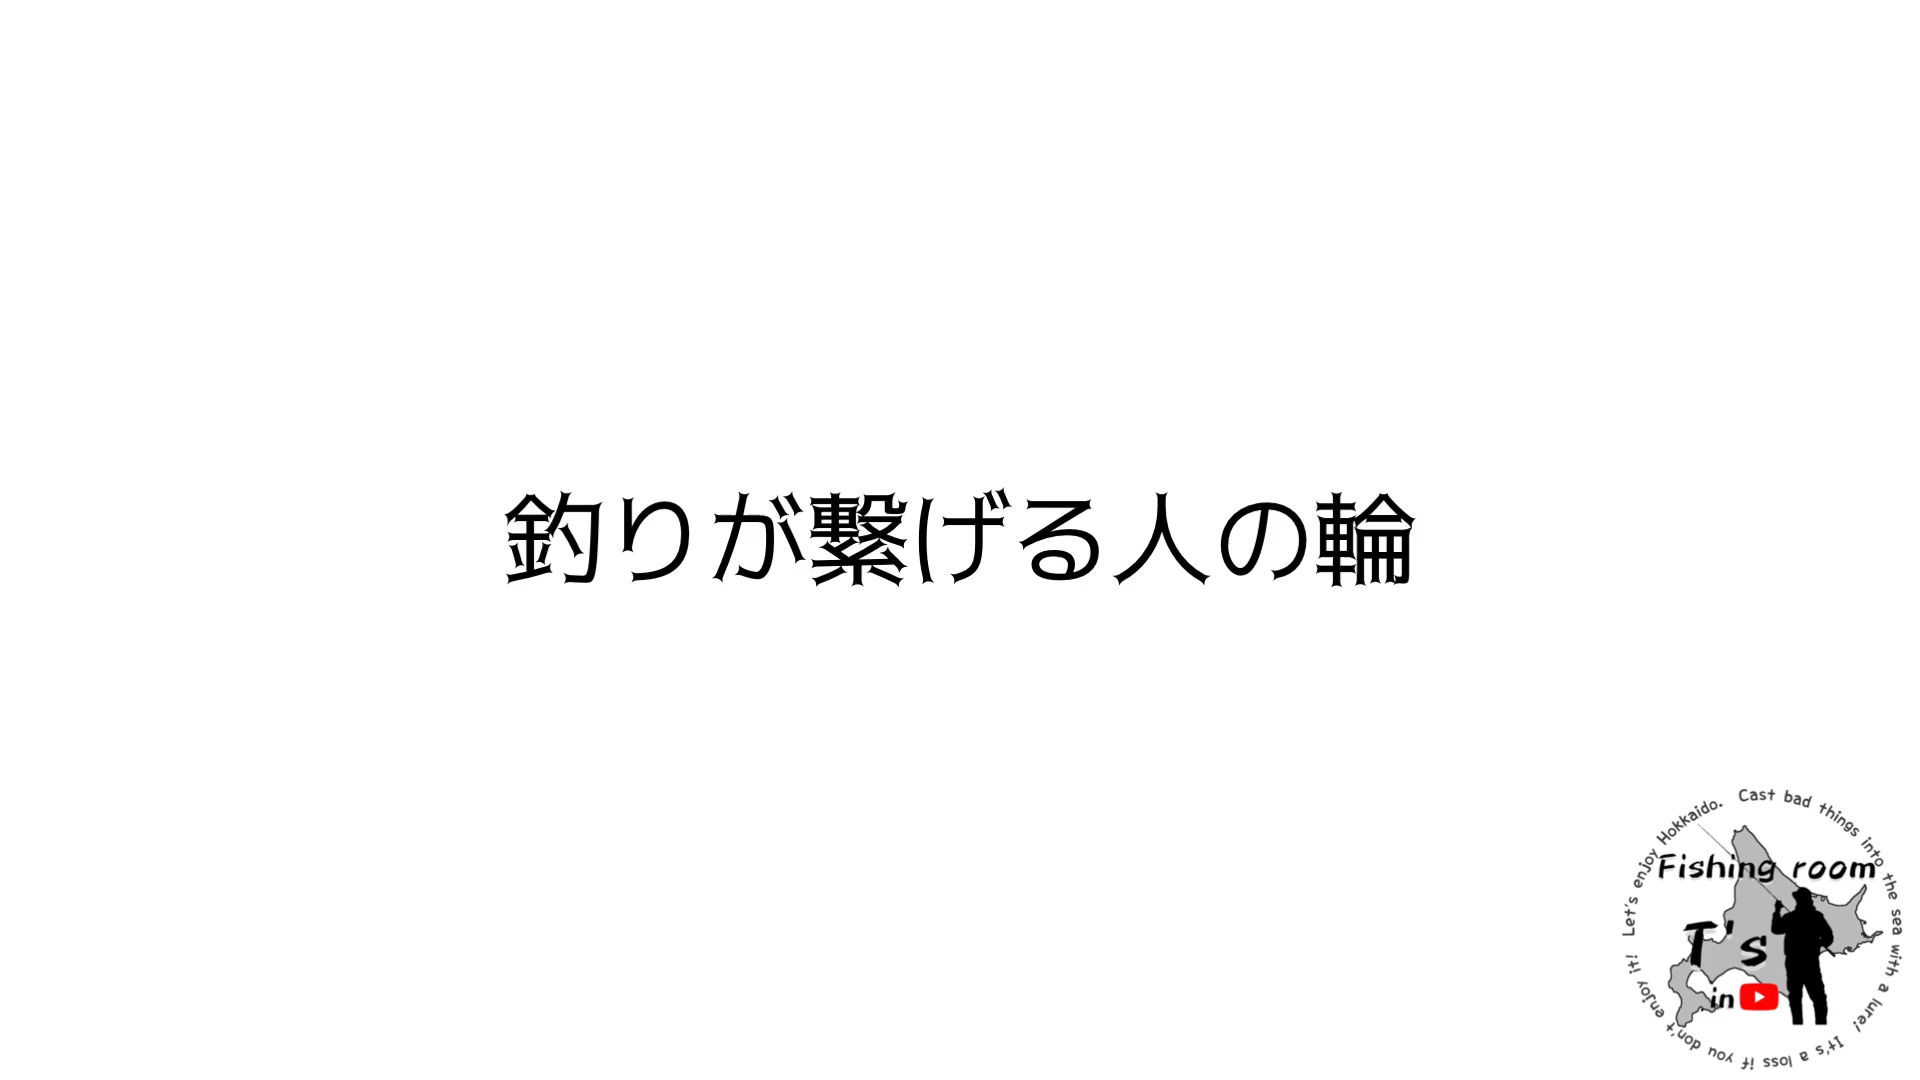 釣りが繋げる人の輪
Let's enjoy Hokkaido. Cast bad things into the sea with a lure! It's a loss if you don't enjoy it!
Fishing room
T's
in